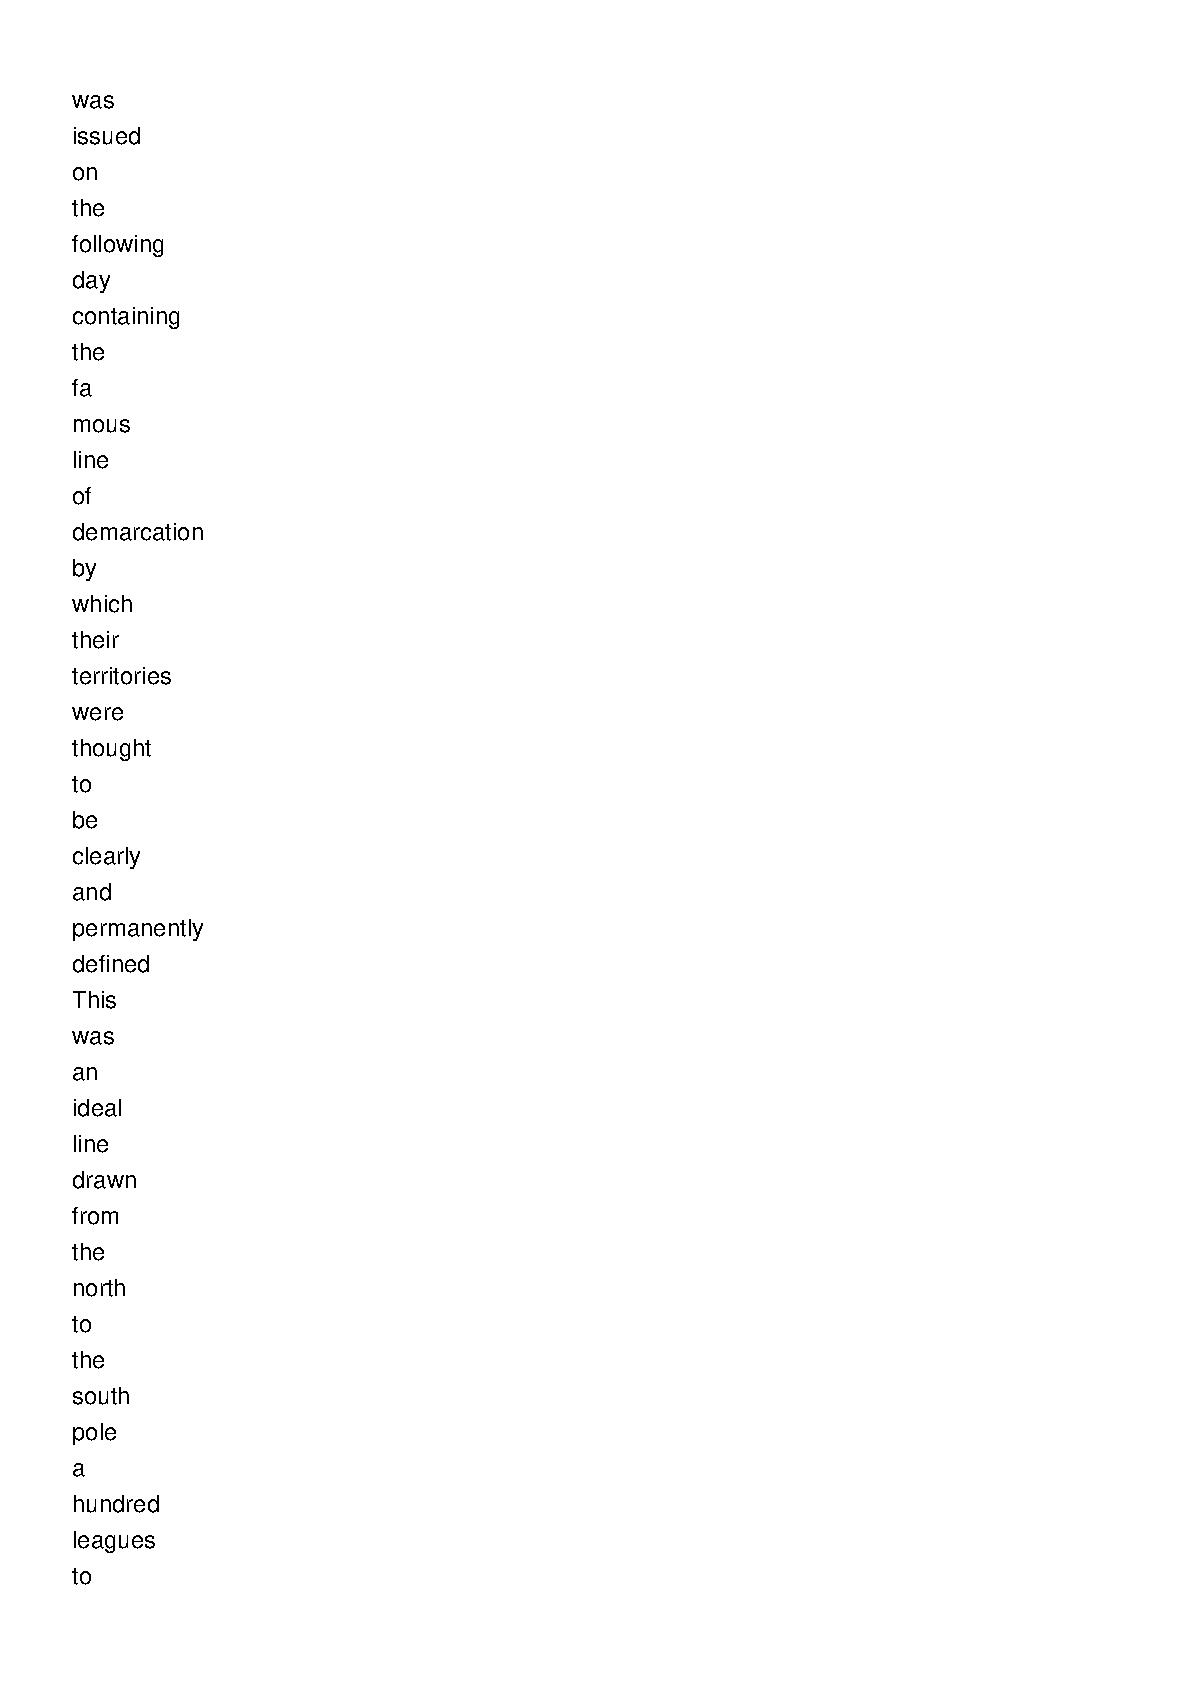 was
issued
on
the
following
day
containing
the
fa
mous
line
of
demarcation
by
which
their
territories
were
thought
to
be
clearly
and
permanently
defined
This
was
an
ideal
line
drawn
from
the
north
to
the
south
pole
a
hundred
leagues
to